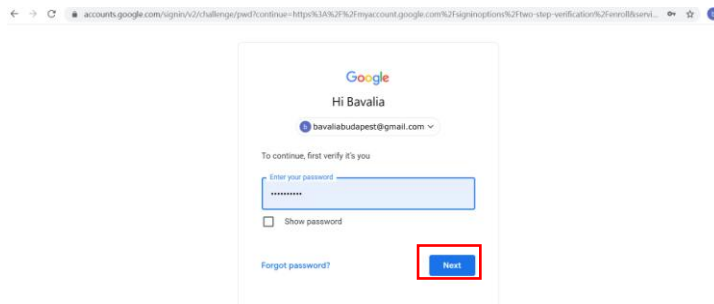 accounts.google.com/signin/v2/challenge/pwd?continue=https%3A%2F%2Fmyaccount.google.com%2Fsigninoptions%2Ftwo-step-verification%2Fenroll&servi...
Google
Hi Bavalia
b bavaliabudapest@gmail.com
To continue, first verify it's you
Enter your password
••••••••••
Show password
Forgot password? Next